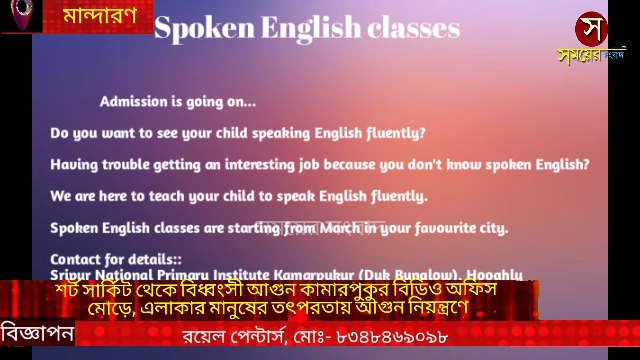 মান্দারণ
Spoken English classes
স
সময়ের সংবাদ
Admission is going on...
Do you want to see your child speaking English fluently?
Having trouble getting an interesting job because you don't know spoken English?
We are here to teach your child to speak English fluently.
Spoken English classes are starting from March in your favourite city.
Contact for details::
Sripur National Primary Institute Kamarpukur (Duk Bunglow), Hooghly
শর্ট সার্কিট থেকে বিধ্বংসী আগুন কামারপুকুর বিডিও অফিস
মোড়ে, এলাকার মানুষের তৎপরতায় আগুন নিয়ন্ত্রণে
বিজ্ঞাপন
রয়েল পেন্টার্স, মোঃ- ৮৩৪৮৪৬৯০৯৮